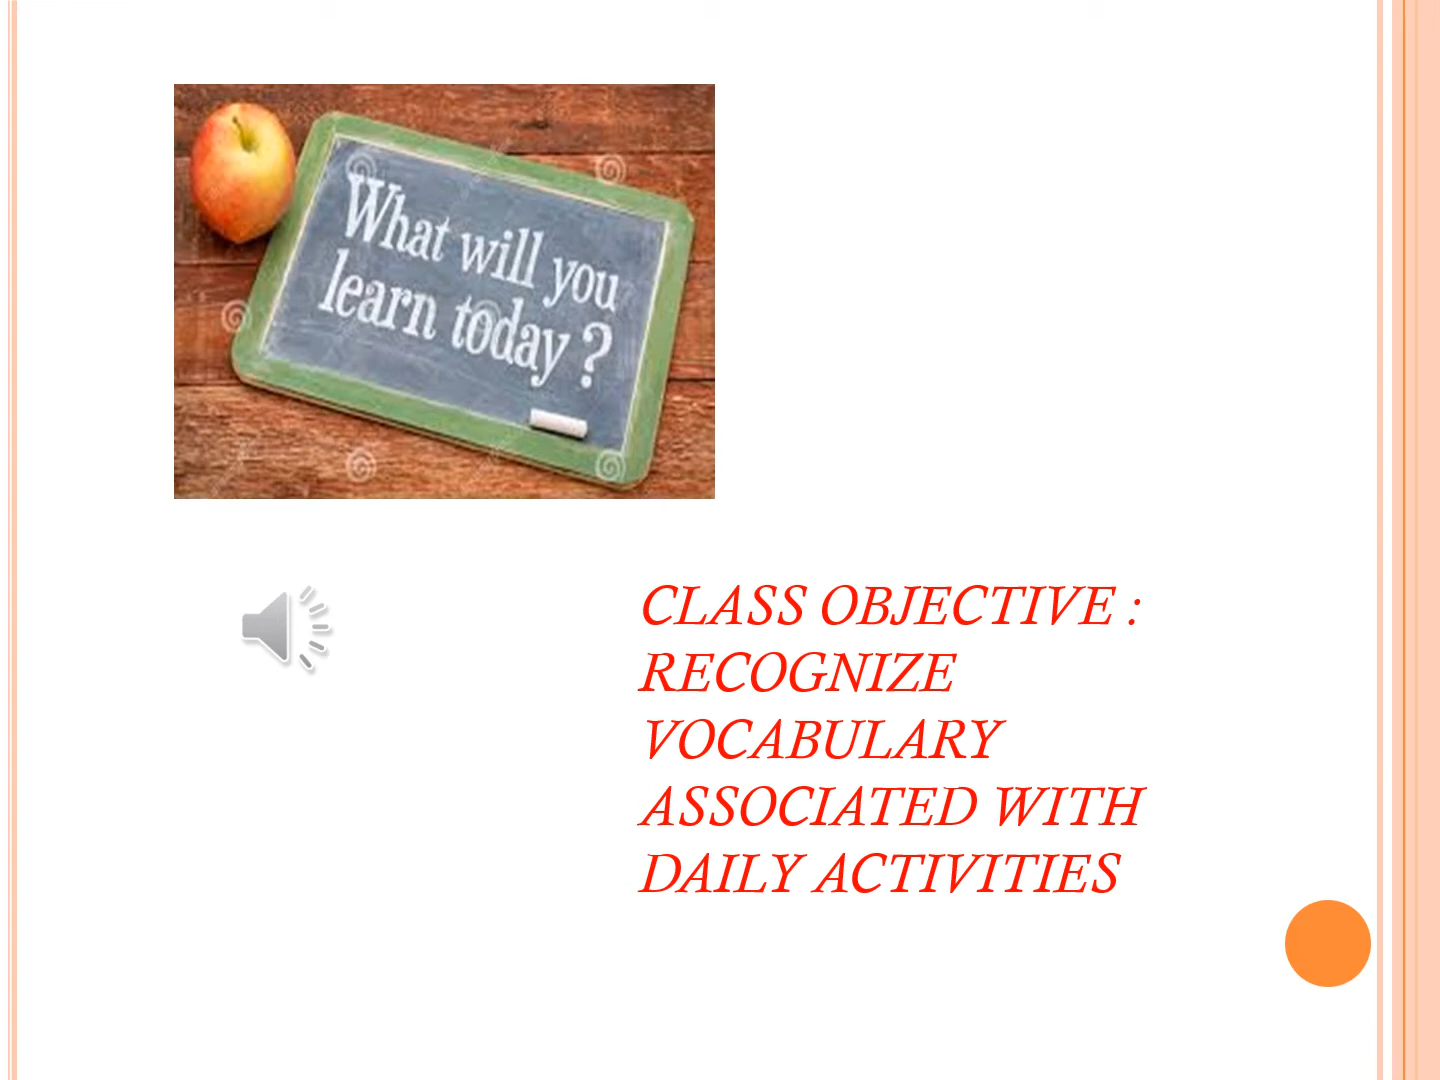 What will you
learn today ?
CLASS OBJECTIVE :
RECOGNIZE
VOCABULARY
ASSOCIATED WITH
DAILY ACTIVITIES